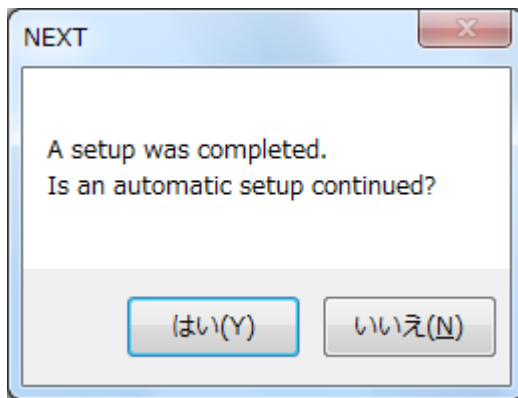 NEXT
A setup was completed.
Is an automatic setup continued?
はい(Y)
いいえ(N)